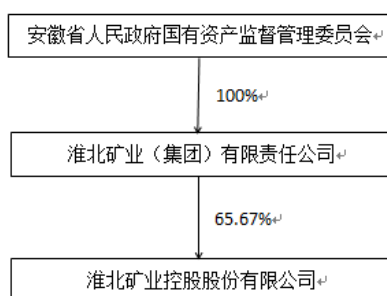 安徽省人民政府国有资产监督管理委员会↵
100%↵
淮北矿业（集团）有限责任公司↵
65.67%↵
淮北矿业控股股份有限公司↵